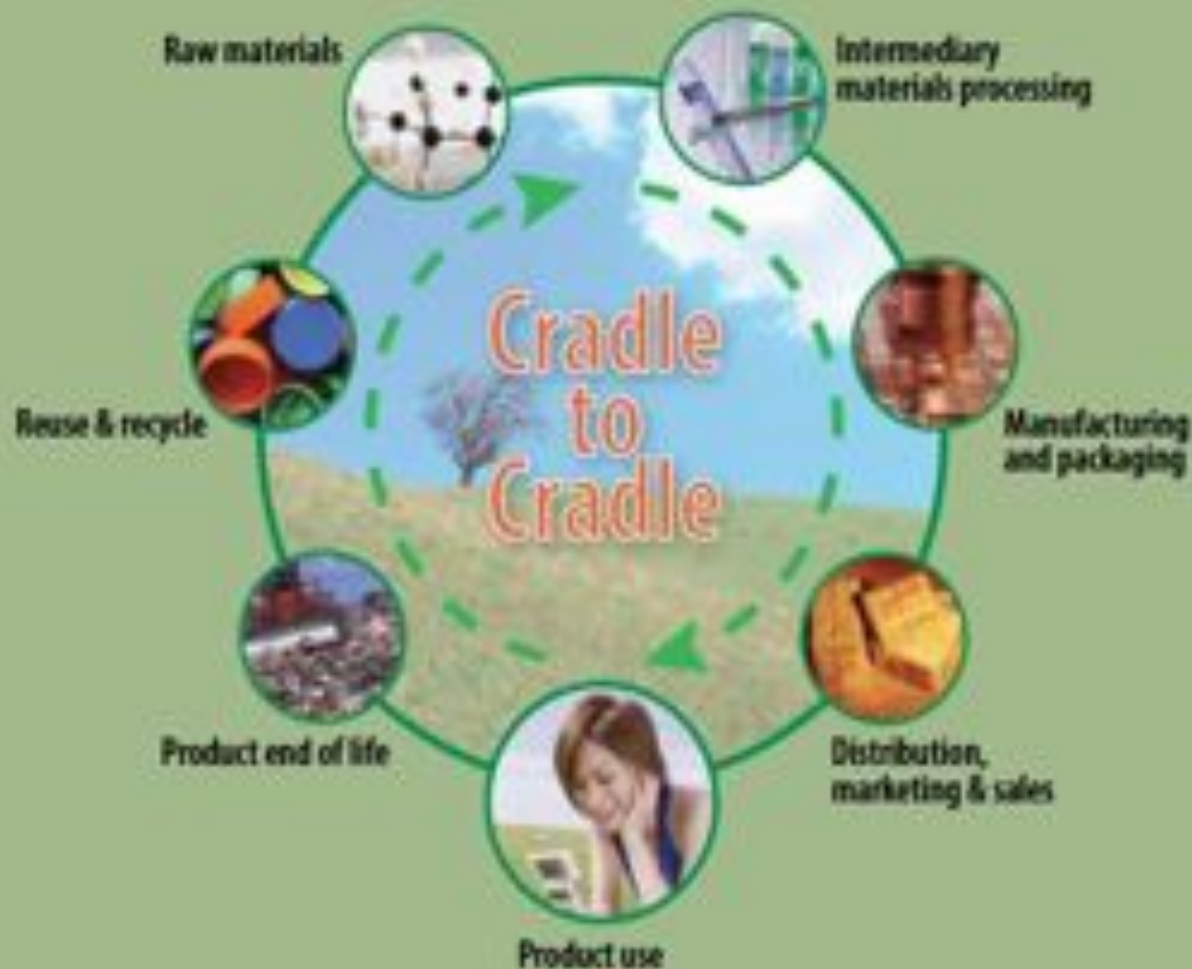 Raw materials
Intermediary
materials processing
Cradle
to
Cradle
Reuse & recycle
Manufacturing
and packaging
Product end of life
Distribution,
marketing & sales
Product use